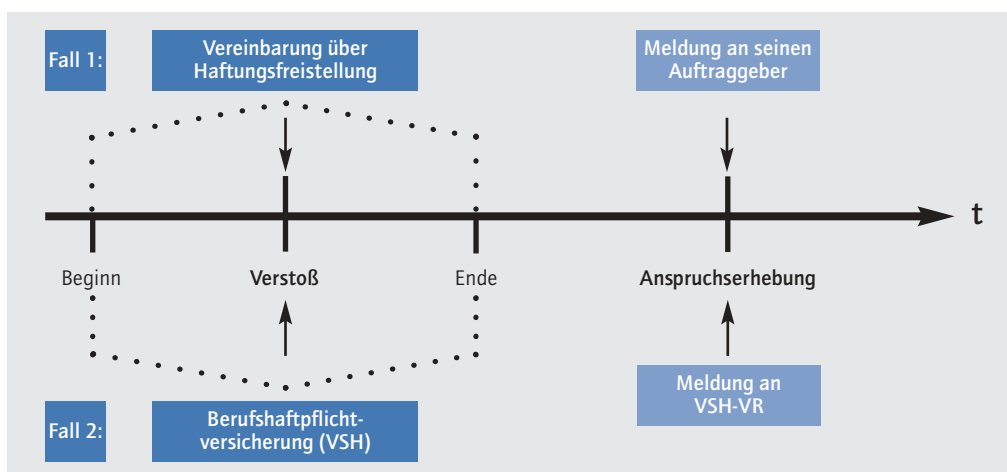 Fall 1:
Vereinbarung über
Haftungsfreistellung
Meldung an seinen
Auftraggeber
t
Beginn
Verstoß
Ende
Anspruchserhebung
Fall 2:
Berufshaftpflicht-
versicherung (VSH)
Meldung an
VSH-VR